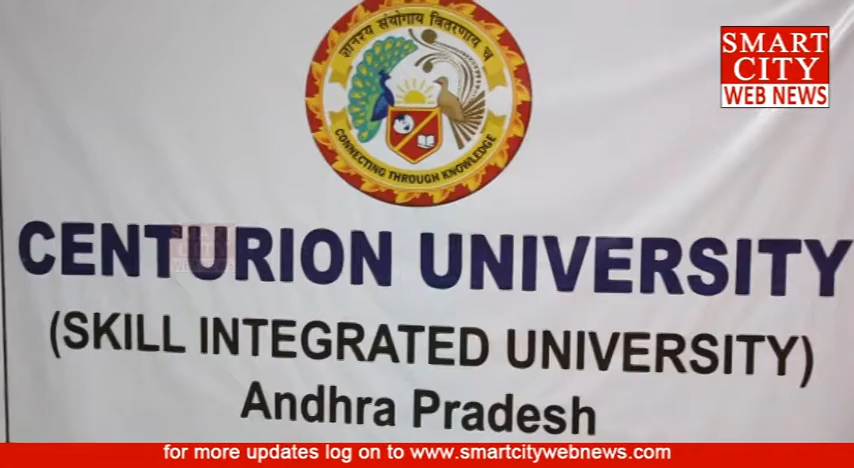 ज्ञानस्य संयोगाय वितरणाय च
CONNECTING THROUGH KNOWLEDGE
SMART
CITY
WEB NEWS
CENTURION UNIVERSITY
(SKILL INTEGRATED UNIVERSITY)
Andhra Pradesh
for more updates log on to www.smartcitywebnews.com